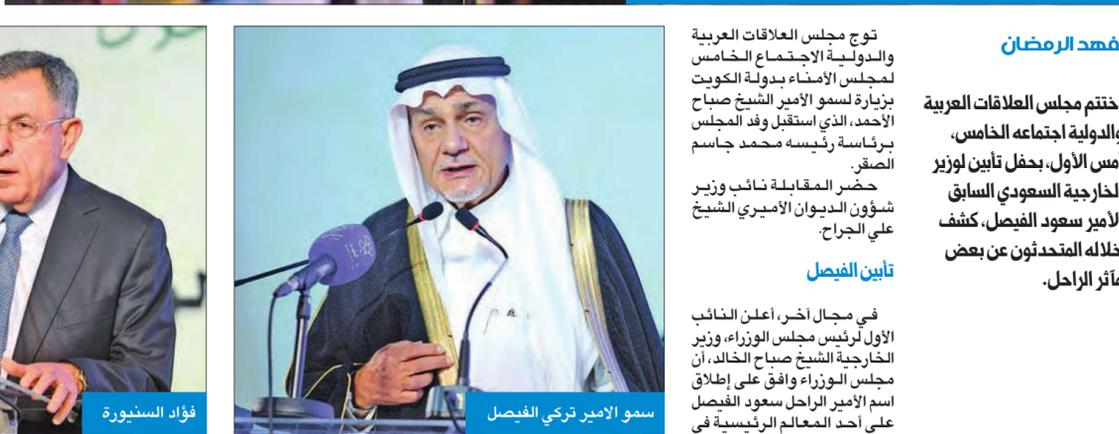 فهد الرمضان
ختتم مجلس العلاقات العربية
والدولية اجتماعه الخامس،
أمس الأول، بحفل تأبين لوزير
لخارجية السعودي السابق
لأمير سعود الفيصل، كشف
خلاله المتحدثون عن بعض
مآثر الراحل.
توج مجلس العلاقات العربية
والدولية الاجتماع الخامس
لمجلس الأمناء بدولة الكويت
بزيارة لسمو الأمير الشيخ صباح
الأحمد، الذي استقبل وفد المجلس
برئاسة رئيسه محمد جاسم
الصقر.
حضر المقابلة نائب وزير
شؤون الديوان الأميري الشيخ
علي الجراح.
تأبين الفيصل
في مجال آخر، أعلن النائب
الأول لرئيس مجلس الوزراء، وزير
الخارجية الشيخ صباح الخالد، أن
مجلس الوزراء وافق على إطلاق
اسم الأمير الراحل سعود الفيصل
على أحد المعالم الرئيسية في
سمو الامير تركي الفيصل
فؤاد السنيورة